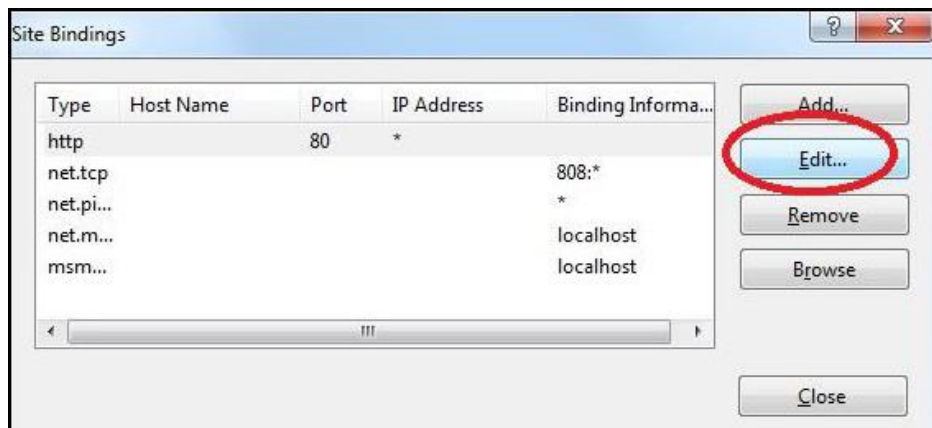 Site Bindings
Type Host Name Port IP Address Binding Informa...
http 80 *
net.tcp 808:*
net.pi... *
net.m... localhost
msm... localhost
Add...
Edit...
Remove
Browse
Close